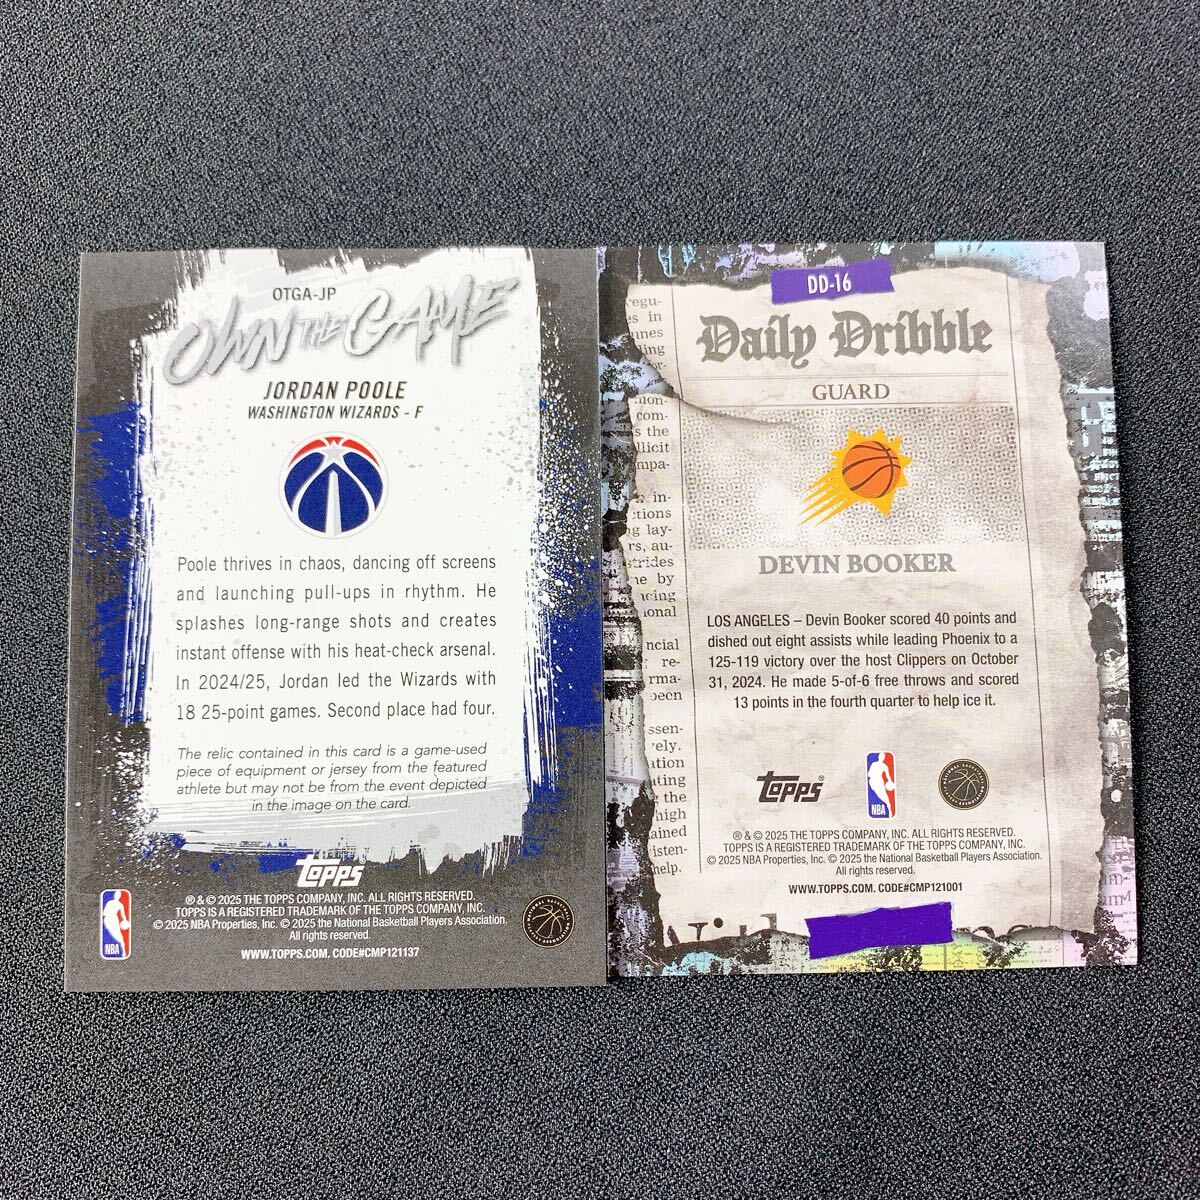 OTGA-JP
OWN THE GAME
JORDAN POOLE
WASHINGTON WIZARDS - F
Poole thrives in chaos, dancing off screens
and launching pull-ups in rhythm. He
splashes long-range shots and creates
instant offense with his heat-check arsenal.
In 2024/25, Jordan led the Wizards with
18 25-point games. Second place had four.
The relic contained in this card is a game-used
piece of equipment or jersey from the featured
athlete but may not be from the event depicted
in the image on the card.
topps
® & © 2025 THE TOPPS COMPANY, INC. ALL RIGHTS RESERVED.
TOPPS IS A REGISTERED TRADEMARK OF THE TOPPS COMPANY, INC.
© 2025 NBA Properties, Inc. © 2025 the National Basketball Players Association.
All rights reserved.
WWW.TOPPS.COM. CODE#CMP121137
NBA
DD-16
Daily Dribble
GUARD
DEVIN BOOKER
LOS ANGELES – Devin Booker scored 40 points and
dished out eight assists while leading Phoenix to a
125-119 victory over the host Clippers on October
31, 2024. He made 5-of-6 free throws and scored
13 points in the fourth quarter to help ice it.
topps®
NBA
® & © 2025 THE TOPPS COMPANY, INC. ALL RIGHTS RESERVED.
TOPPS IS A REGISTERED TRADEMARK OF THE TOPPS COMPANY, INC.
© 2025 NBA Properties, Inc. © 2025 the National Basketball Players Association.
All rights reserved.
WWW.TOPPS.COM. CODE#CMP121001